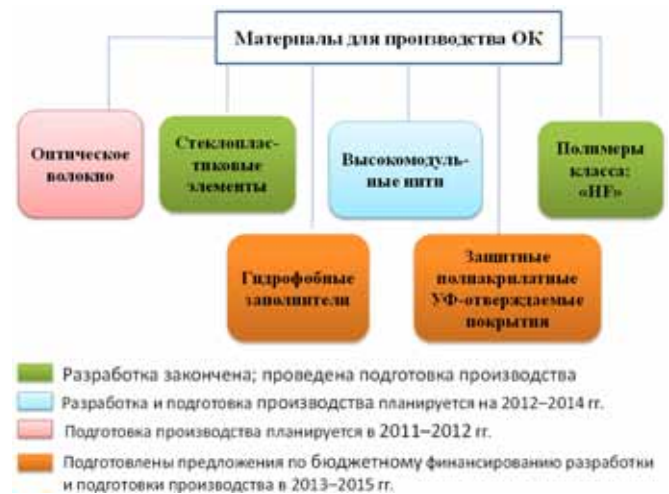 Материалы для производства ОК
Оптическое
волокно
Стеклоплас-
тиковые
элементы
Высокомодуль-
ные нити
Полимеры
класса:
«HF»
Гидрофобные
заполнители
Защитные
полиакрилатные
УФ-отверждаемые
покрытия
Разработка закончена; проведена подготовка производства
Разработка и подготовка производства планируется на 2012–2014 гг.
Подготовка производства планируется в 2011–2012 гг.
Подготовлены предложения по бюджетному финансированию разработки
и подготовки производства в 2013–2015 гг.